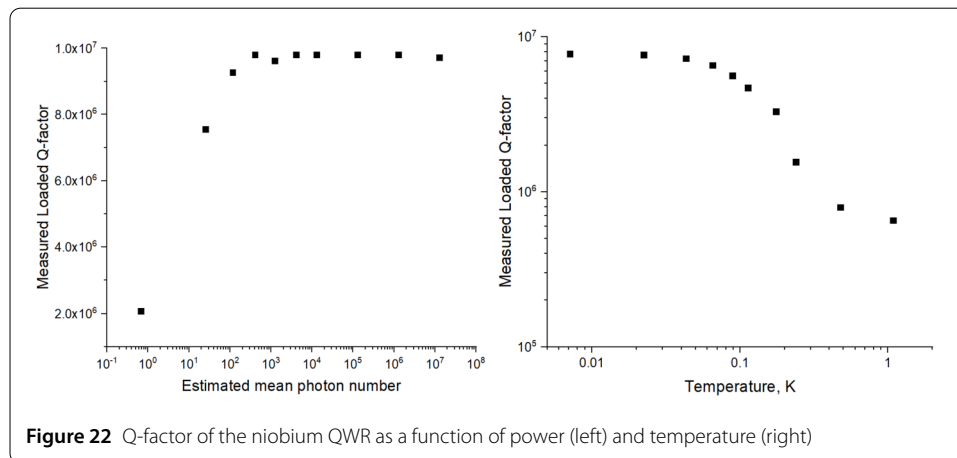 1.0x10⁷
8.0x10⁶
6.0x10⁶
4.0x10⁶
2.0x10⁶
Measured Loaded Q-factor
10⁻¹ 10⁰ 10¹ 10² 10³ 10⁴ 10⁵ 10⁶ 10⁷ 10⁸
Estimated mean photon number
10⁷
10⁶
10⁵
Measured Loaded Q-factor
0.01 0.1 1
Temperature, K
Figure 22 Q-factor of the niobium QWR as a function of power (left) and temperature (right)